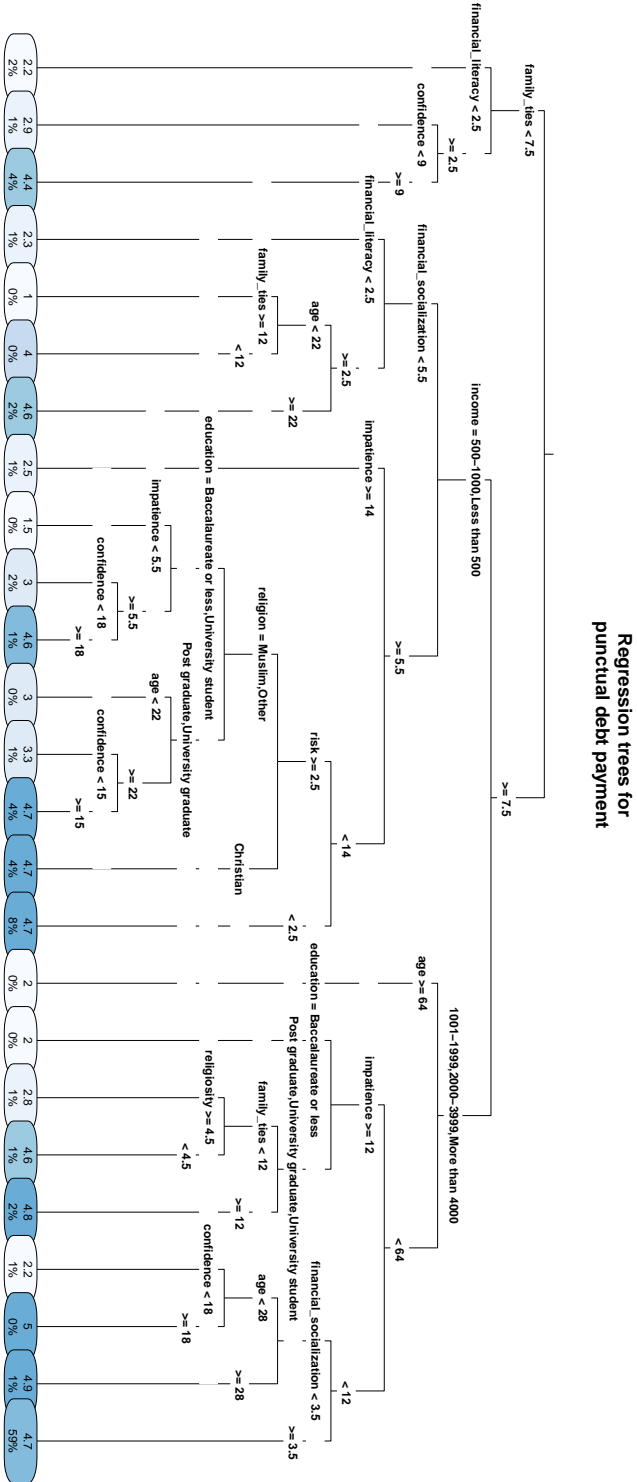 Regression trees for
punctual debt payment
family_ties < 7.5
>= 7.5
financial_literacy < 2.5
income = 500−1000,Less than 500
>= 2.5
1001−1999,2000−3999,More than 4000
confidence < 9
financial_socialization < 5.5
age >= 64
>= 9
>= 5.5
< 64
financial_literacy < 2.5
impatience >= 14
impatience >= 12
>= 2.5
< 14
< 12
age < 22
risk >= 2.5
education = Baccalaureate or less
financial_socialization < 3.5
>= 22
< 2.5
Post graduate,University graduate,University student
>= 3.5
family_ties >= 12
religion = Muslim,Other
family_ties < 12
age < 28
< 12
Christian
>= 12
>= 28
education = Baccalaureate or less,University student
religiosity >= 4.5
confidence < 18
Post graduate,University graduate
< 4.5
>= 18
impatience < 5.5
age < 22
>= 5.5
>= 22
confidence < 18
confidence < 15
>= 18
>= 15
2.2
2%
2.9
1%
4.4
4%
2.3
1%
1
0%
4
0%
4.6
2%
2.5
1%
1.5
0%
3
2%
4.6
1%
3
0%
3.3
1%
4.7
4%
4.7
4%
4.7
8%
2
0%
2
0%
2.8
1%
4.6
1%
4.8
2%
2.2
1%
5
0%
4.9
1%
4.7
59%